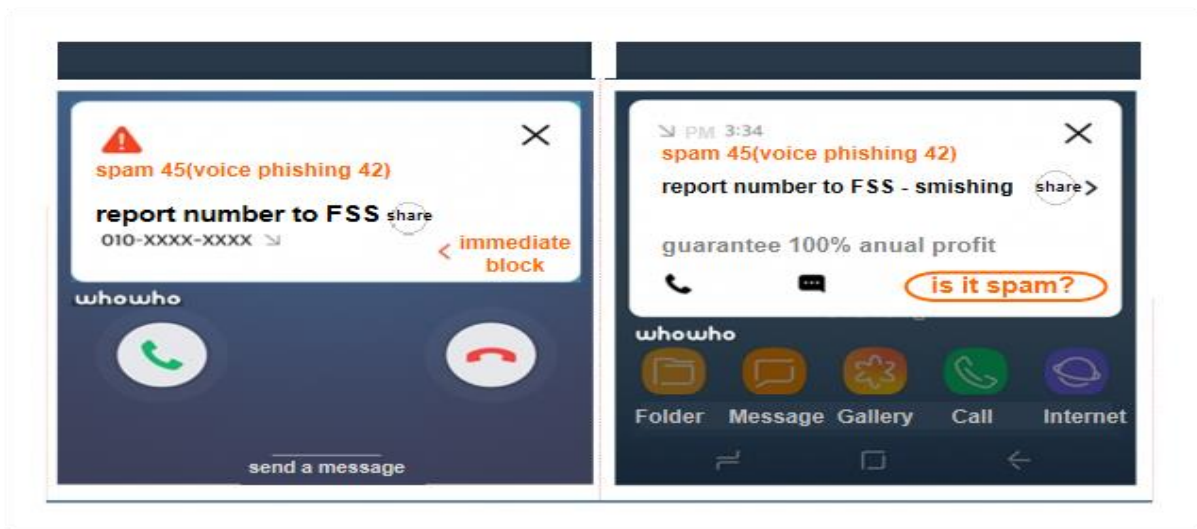 spam 45(voice phishing 42)
report number to FSS share
010-XXXX-XXXX
immediate
block
whowho
send a message
PM 3:34
spam 45(voice phishing 42)
report number to FSS - smishing share
guarantee 100% anual profit
is it spam?
whowho
Folder Message Gallery Call Internet